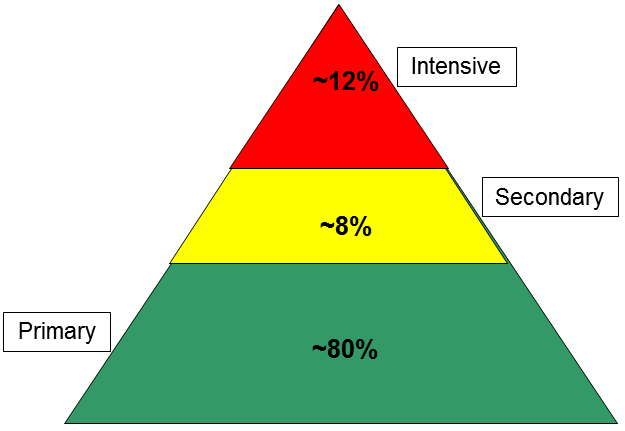 ~12%
Intensive
Secondary
~8%
Primary
~80%